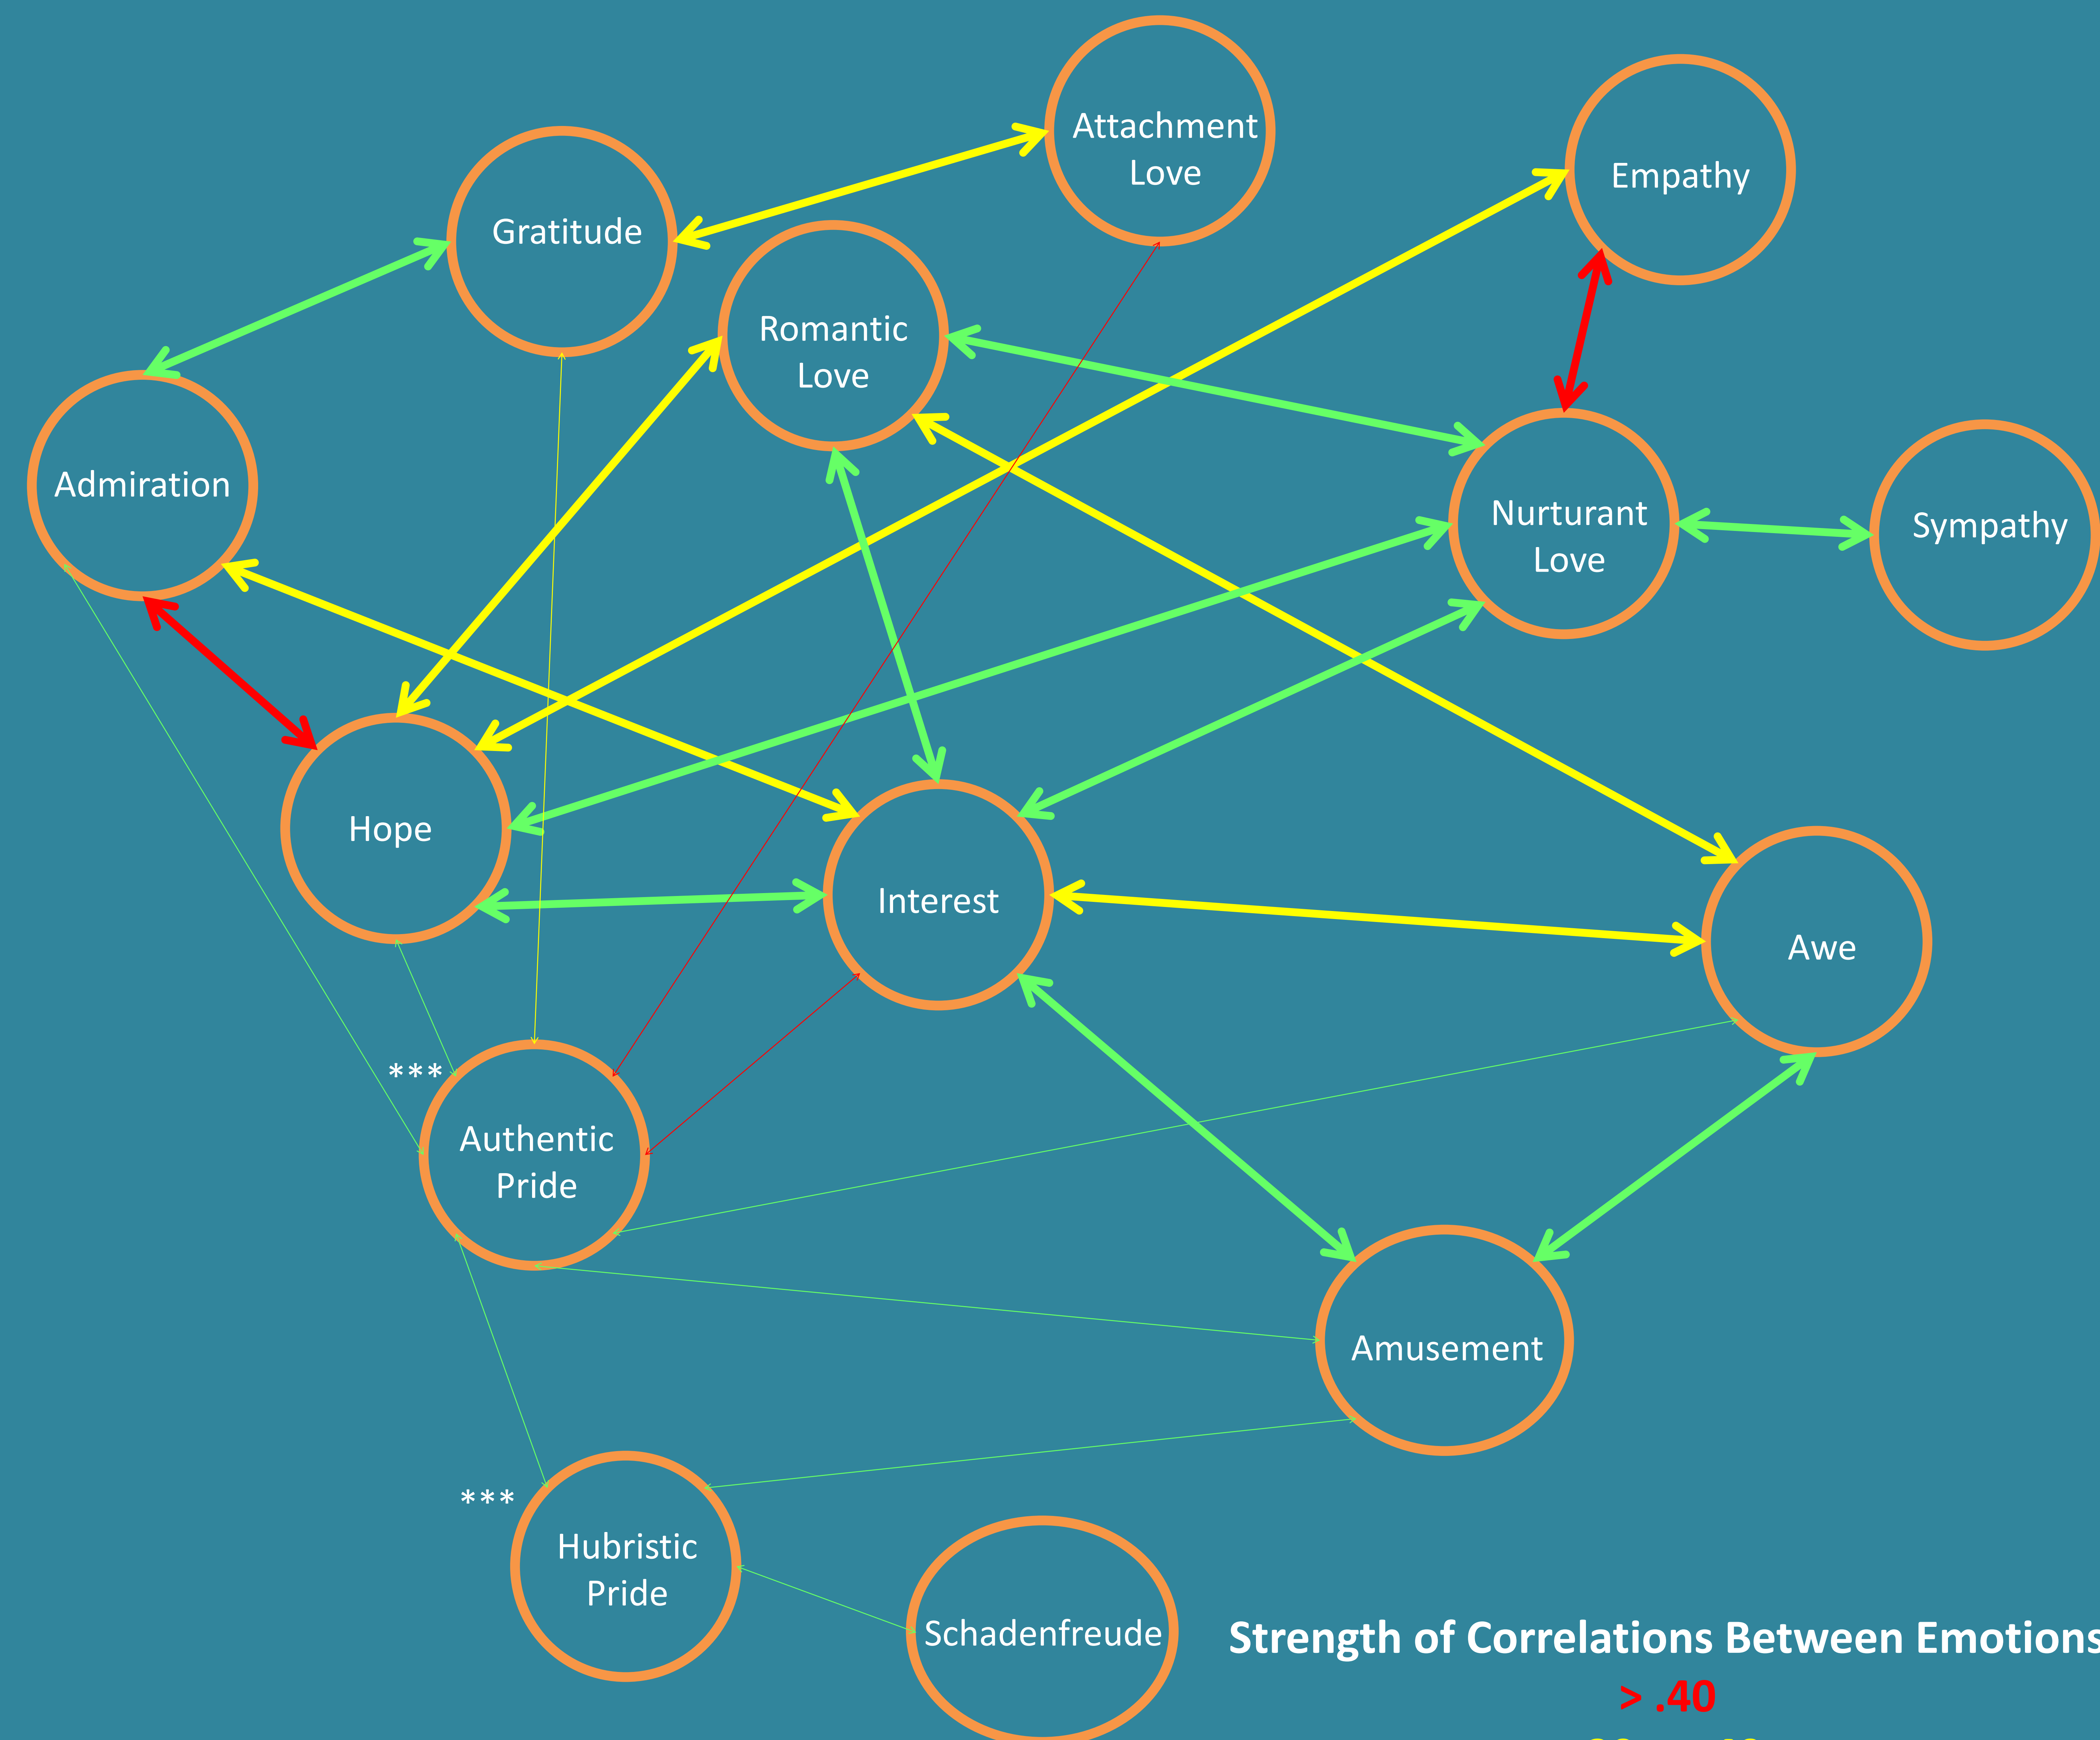 Attachment
Love
Empathy
Gratitude
Romantic
Love
Admiration
Nurturant
Love
Sympathy
Hope
Interest
Awe
***
Authentic
Pride
Amusement
***
Hubristic
Pride
Schadenfreude
Strength of Correlations Between Emotions
> .40